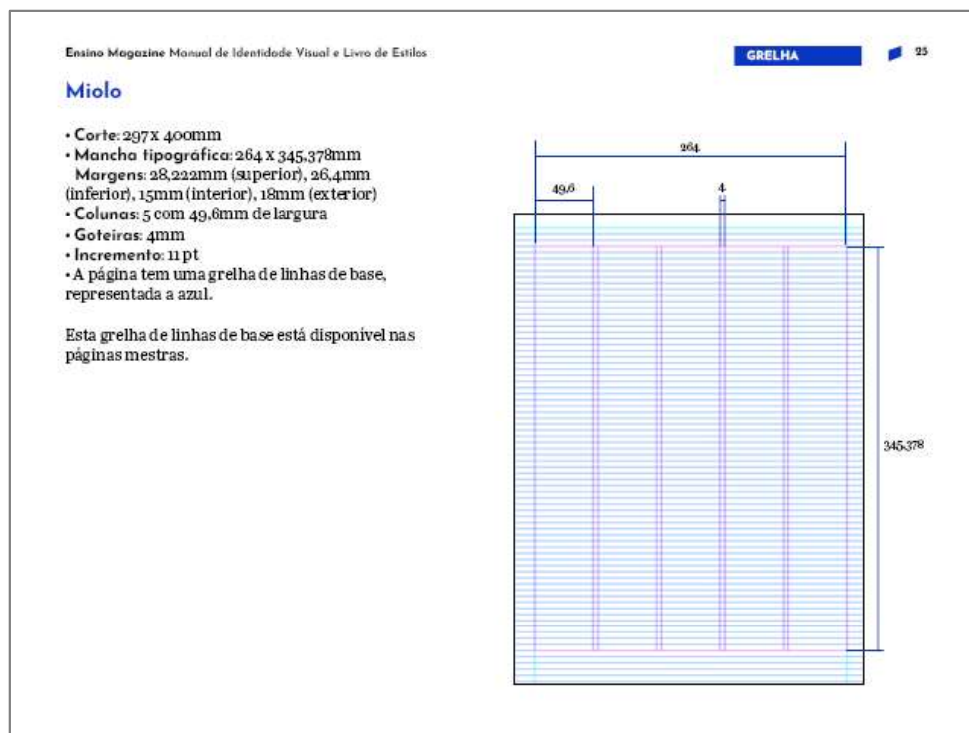 Ensino Magazine Manual de Identidade Visual e Livro de Estilos
GRELHA
25
Miolo
• Corte: 297 x 400mm
• Mancha tipográfica: 264 x 345,378mm
Margens: 28,222mm (superior), 26,4mm
(inferior), 15mm (interior), 18mm (exterior)
• Colunas: 5 com 49,6mm de largura
• Goteiras: 4mm
• Incremento: 11 pt
• A página tem uma grelha de linhas de base,
representada a azul.
Esta grelha de linhas de base está disponível nas
páginas mestras.
264
49,6
4
345,378